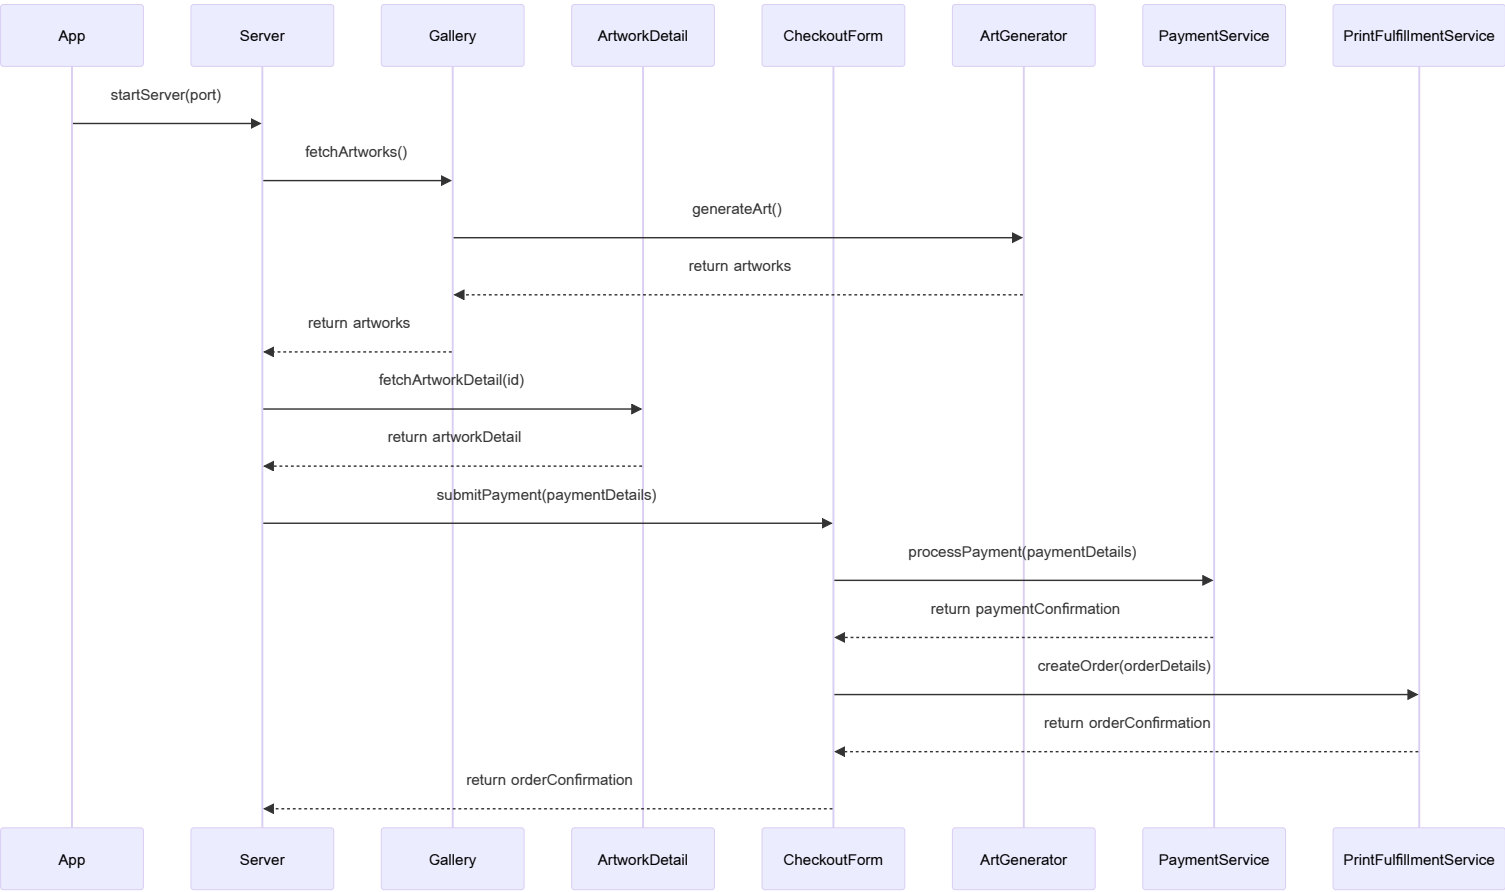 App
Server
Gallery
ArtworkDetail
CheckoutForm
ArtGenerator
PaymentService
PrintFulfillmentService
startServer(port)
fetchArtworks()
generateArt()
return artworks
return artworks
fetchArtworkDetail(id)
return artworkDetail
submitPayment(paymentDetails)
processPayment(paymentDetails)
return paymentConfirmation
createOrder(orderDetails)
return orderConfirmation
return orderConfirmation
App
Server
Gallery
ArtworkDetail
CheckoutForm
ArtGenerator
PaymentService
PrintFulfillmentService